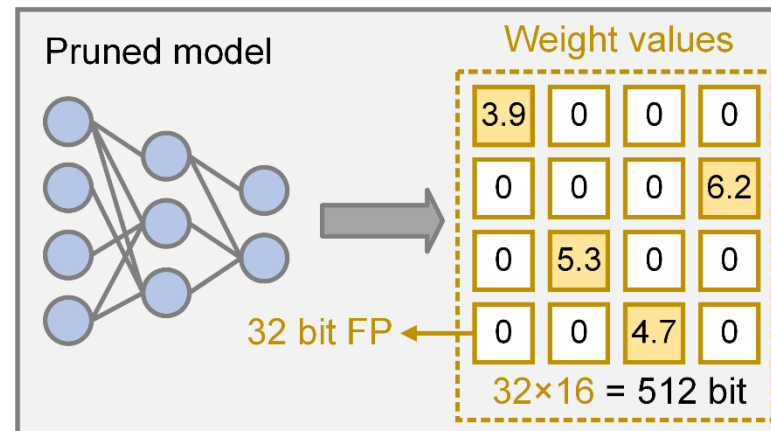 Pruned model
Weight values
3.9 0 0 0
0 0 0 6.2
0 5.3 0 0
32 bit FP
0 0 4.7 0
32×16 = 512 bit